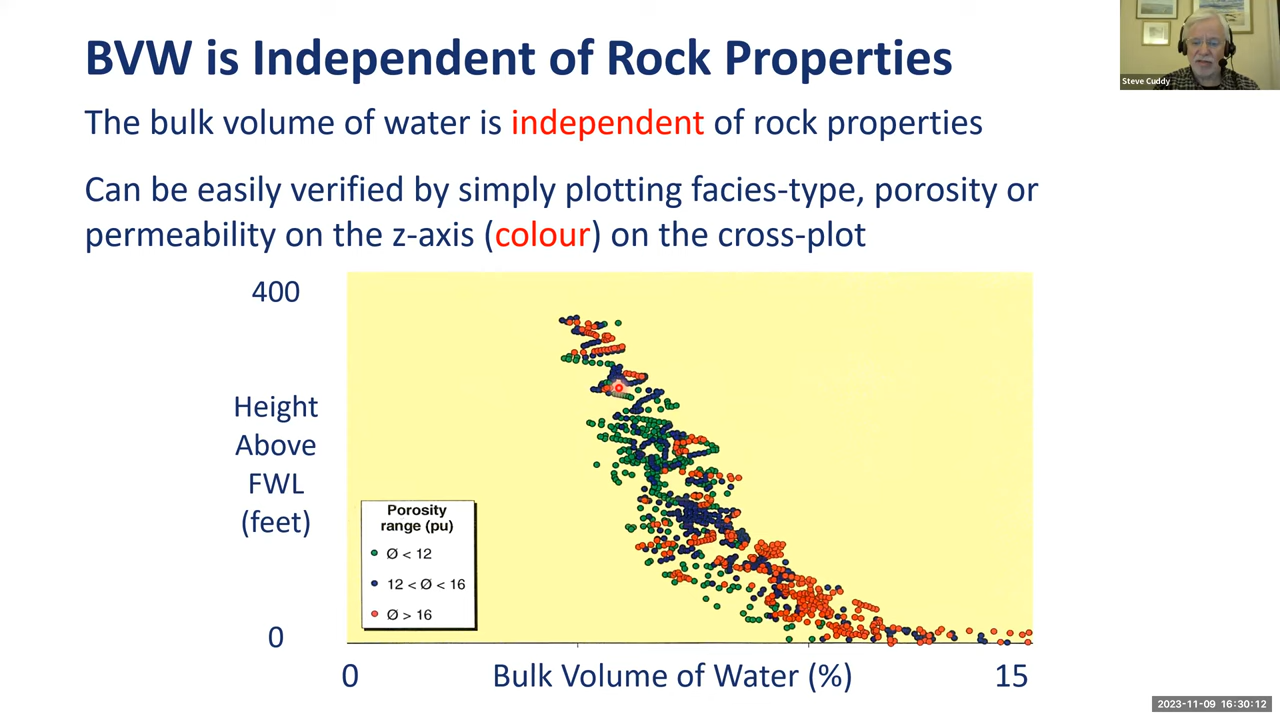 BVW is Independent of Rock Properties
Steve Cuddy
The bulk volume of water is independent of rock properties
Can be easily verified by simply plotting facies-type, porosity or
permeability on the z-axis (colour) on the cross-plot
400
Height
Above
FWL
(feet)
Porosity
range (pu)
Ø < 12
12 < Ø < 16
Ø > 16
0
0
Bulk Volume of Water (%)
15
2023-11-09 16:30:12